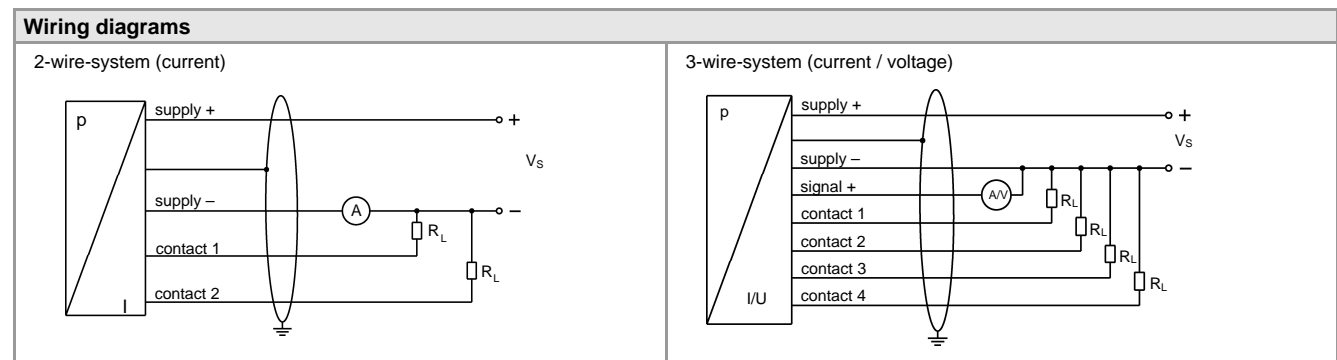 Wiring diagrams
2-wire-system (current)
p
supply +
+
VS
supply –
A
–
RL
contact 1
RL
contact 2
I
3-wire-system (current / voltage)
p
supply +
+
VS
supply –
–
signal +
A/V
RL
contact 1
RL
contact 2
RL
contact 3
RL
I/U
contact 4